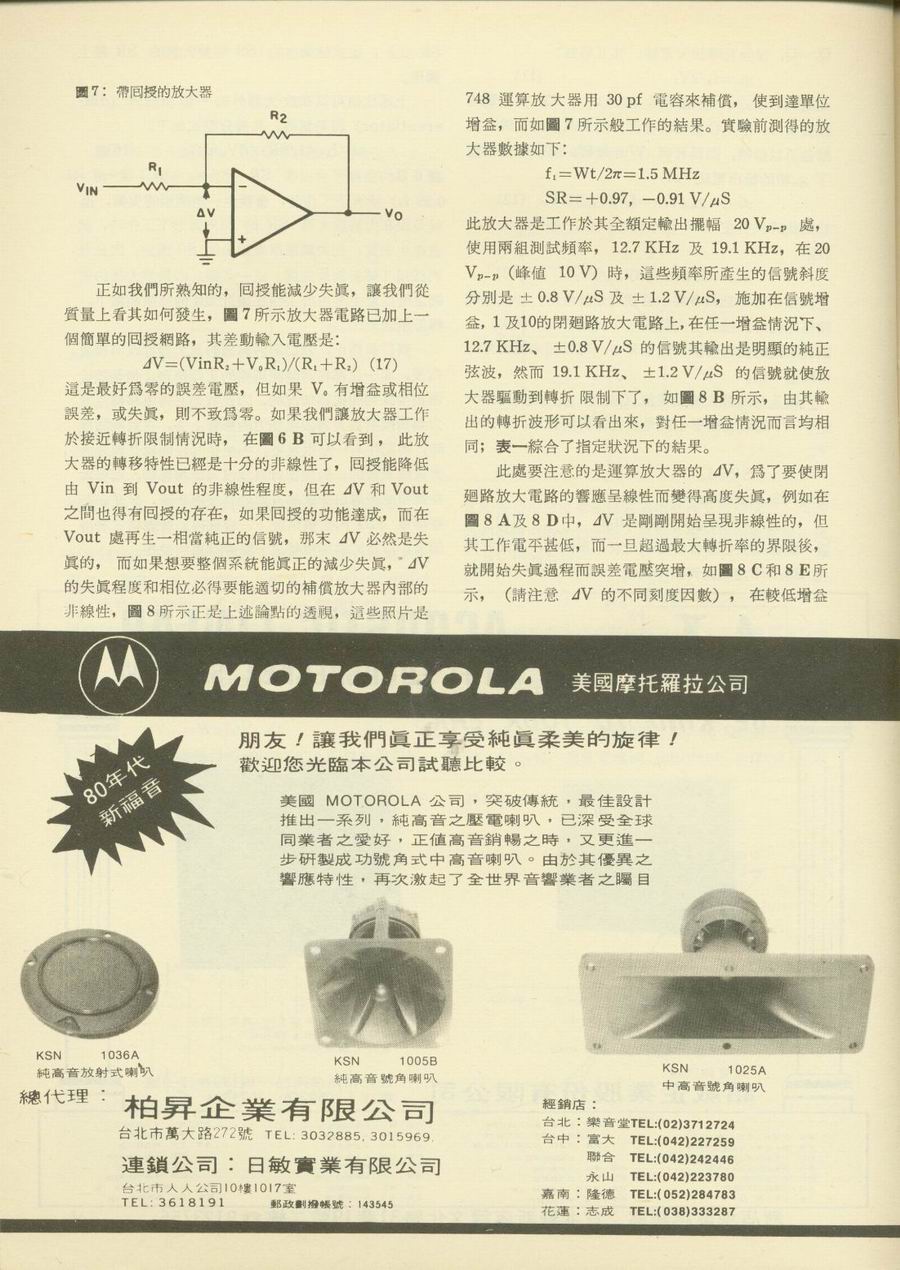 圖7：帶囘授的放大器
R2
R1
VIN
ΔV
−
+
VO
正如我們所熟知的，囘授能減少失眞，讓我們從
質量上看其如何發生，圖7所示放大器電路已加上一
個簡單的囘授網路，其差動輸入電壓是：
ΔV=(VinR₂+VₒR₁)/(R₁+R₂) (17)
這是最好爲零的誤差電壓，但如果 Vₒ 有增益或相位
誤差，或失眞，則不致爲零。如果我們讓放大器工作
於接近轉折限制情況時，在圖6 B 可以看到，此放
大器的轉移特性已經是十分的非線性了，囘授能降低
由 Vin 到 Vout 的非線性程度，但在 ΔV 和 Vout
之間也得有囘授的存在，如果囘授的功能達成，而在
Vout 處再生一相當純正的信號，那末 ΔV 必然是失
眞的，而如果想要整個系統能眞正的減少失眞，ΔV
的失眞程度和相位必得要能適切的補償放大器內部的
非線性，圖8所示正是上述論點的透視，這些照片是
748 運算放大器用 30 pf 電容來補償，使到達單位
增益，而如圖7所示般工作的結果。實驗前測得的放
大器數據如下：
f₁=Wt/2π=1.5 MHz
SR=+0.97, −0.91 V/μS
此放大器是工作於其全額定輸出擺幅 20 Vₚ₋ₚ 處，
使用兩組測試頻率，12.7 KHz 及 19.1 KHz，在 20
Vₚ₋ₚ (峰値 10 V) 時，這些頻率所產生的信號斜度
分別是 ± 0.8 V/μS 及 ± 1.2 V/μS，施加在信號增
益，1 及10的閉廻路放大電路上，在任一增益情況下、
12.7 KHz、 ±0.8 V/μS 的信號其輸出是明顯的純正
弦波，然而 19.1 KHz、 ±1.2 V/μS 的信號就使放
大器驅動到轉折 限制下了，如圖8 B 所示，由其輸
出的轉折波形可以看出來，對任一增益情況而言均相
同；表一綜合了指定狀況下的結果。
此處要注意的是運算放大器的 ΔV，爲了要使閉
廻路放大電路的響應呈線性而變得高度失眞，例如在
圖8 A及8 D中，ΔV 是剛剛開始呈現非線性的，但
其工作電平甚低，而一旦超過最大轉折率的界限後，
就開始失眞過程而誤差電壓突增，如圖8 C和8 E所
示，（請注意 ΔV 的不同刻度因數），在較低增益
MOTOROLA 美國摩托羅拉公司
80年代
新福音
朋友！讓我們眞正享受純眞柔美的旋律！
歡迎您光臨本公司試聽比較。
美國 MOTOROLA 公司，突破傳統，最佳設計
推出一系列，純高音之壓電喇叭，已深受全球
同業者之愛好，正值高音銷暢之時，又更進一
步研製成功號角式中高音喇叭。由於其優異之
響應特性，再次激起了全世界音響業者之矚目
KSN 1036A
純高音放射式喇叭
KSN 1005B
純高音號角喇叭
KSN 1025A
中高音號角喇叭
總代理：
柏昇企業有限公司
台北市萬大路272號 TEL: 3032885, 3015969.
連鎖公司：日敏實業有限公司
台北市人人公司10樓1017室
TEL: 3618191 郵政劃撥帳號：143545
經銷店：
台北：樂音堂TEL:(02)3712724
台中：富大 TEL:(042)227259
聯合 TEL:(042)242446
永山 TEL:(042)223780
嘉南：隆德 TEL:(052)284783
花蓮：志成 TEL:(038)333287